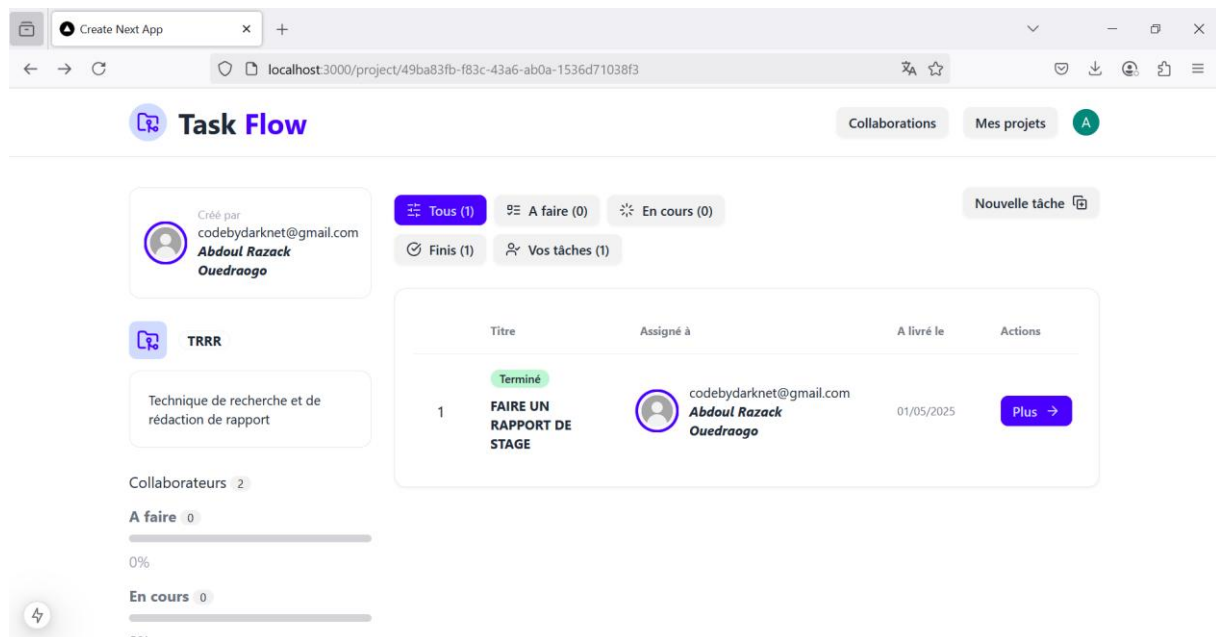 Create Next App
localhost:3000/project/49ba83fb-f83c-43a6-ab0a-1536d71038f3
Task Flow
Collaborations
Mes projets
A
Créé par
codebydarknet@gmail.com
Abdoul Razack
Ouedraogo
TRRR
Technique de recherche et de
rédaction de rapport
Collaborateurs 2
A faire 0
0%
En cours 0
Tous (1)
A faire (0)
En cours (0)
Finis (1)
Vos tâches (1)
Nouvelle tâche
Titre
Assigné à
A livré le
Actions
1
Terminé
FAIRE UN
RAPPORT DE
STAGE
codebydarknet@gmail.com
Abdoul Razack
Ouedraogo
01/05/2025
Plus